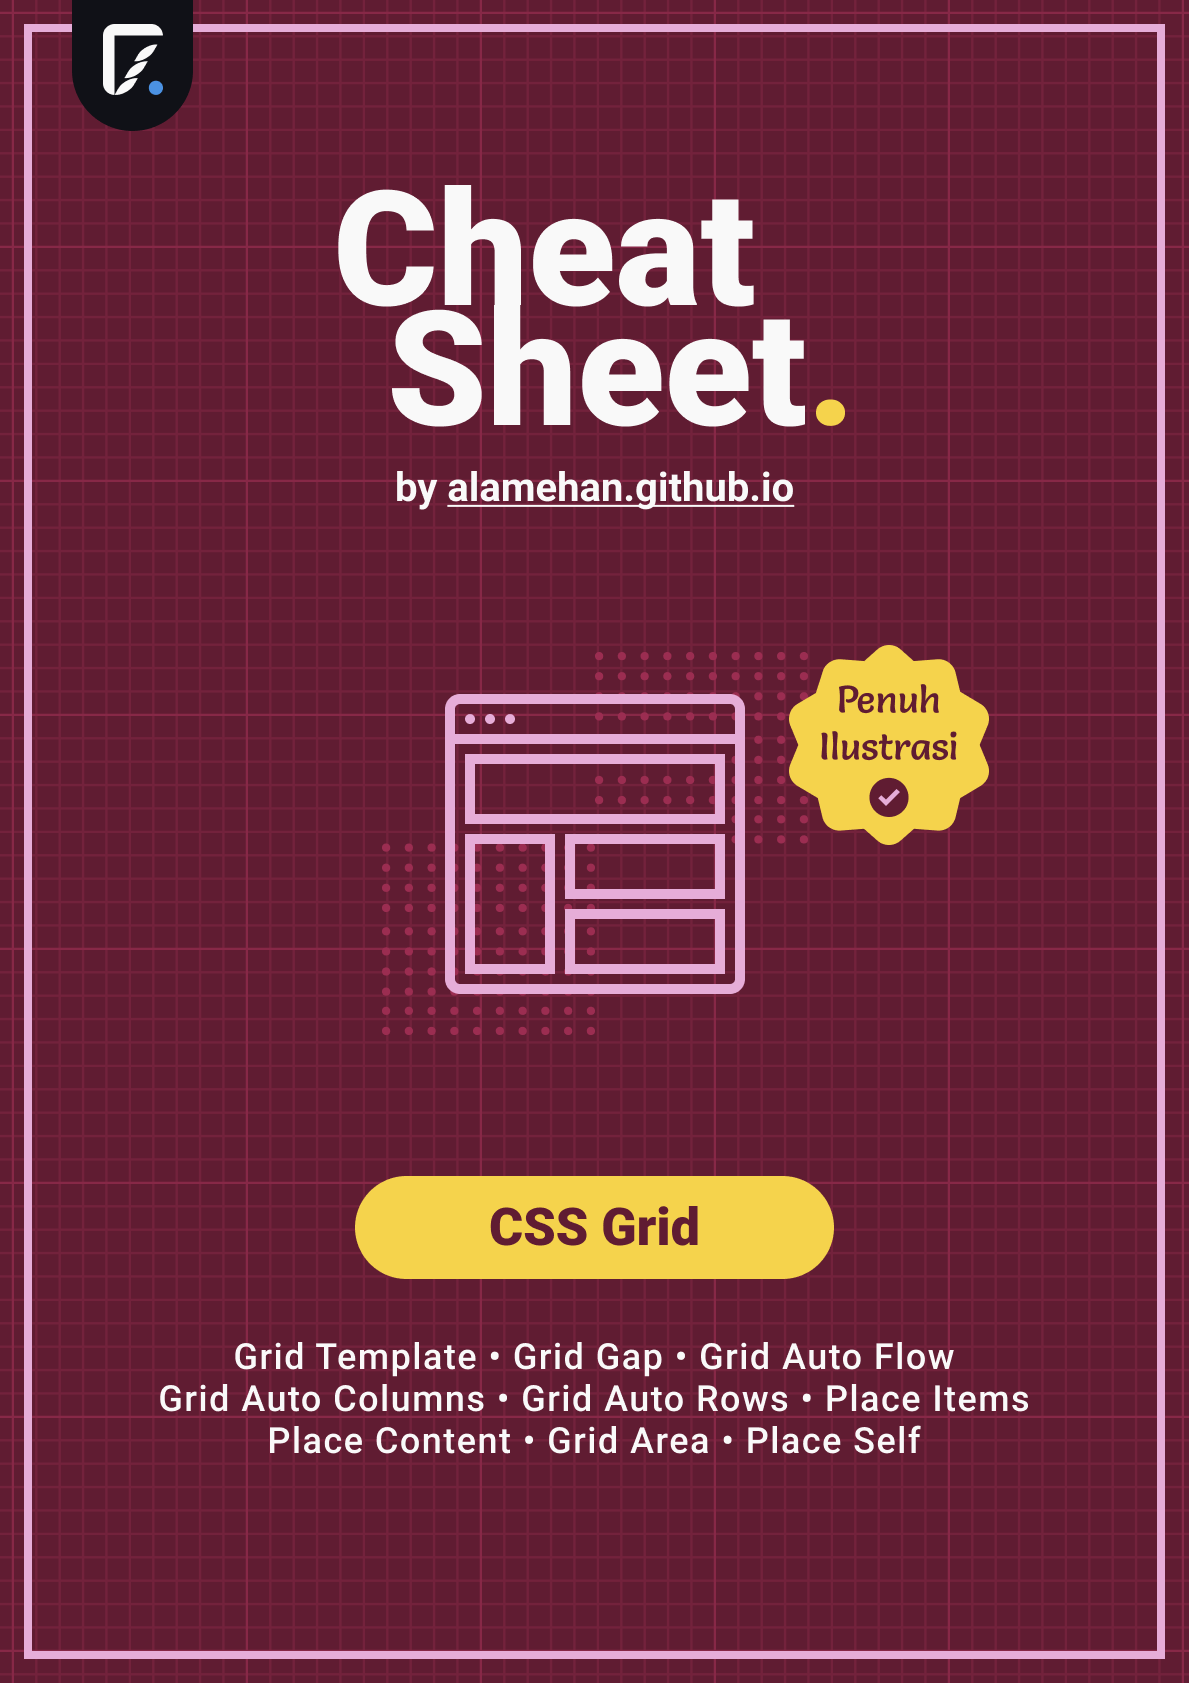 Cheat
Sheet.
by alamehan.github.io
Penuh
Ilustrasi
CSS Grid
Grid Template • Grid Gap • Grid Auto Flow
Grid Auto Columns • Grid Auto Rows • Place Items
Place Content • Grid Area • Place Self